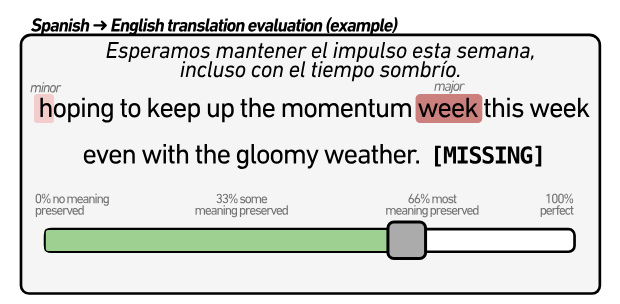 Spanish → English translation evaluation (example)
Esperamos mantener el impulso esta semana,
incluso con el tiempo sombrío.
minor
major
hoping to keep up the momentum week this week
even with the gloomy weather. [MISSING]
0% no meaning
preserved
33% some
meaning preserved
66% most
meaning preserved
100%
perfect